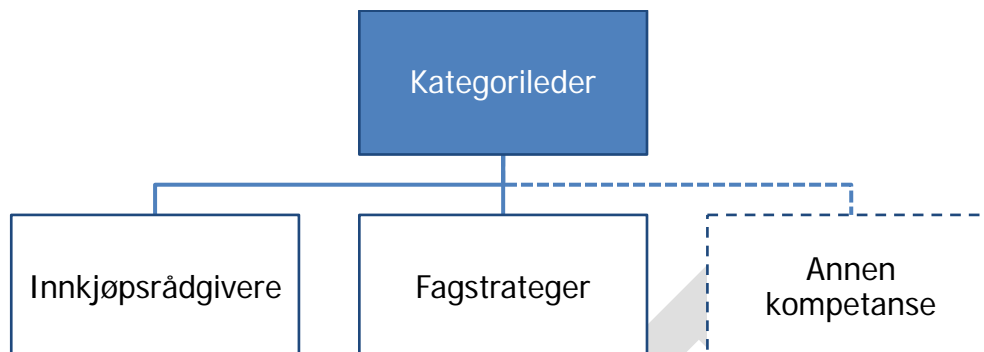 Kategorileder
Innkjøpsrådgivere
Fagstrateger
Annen
kompetanse